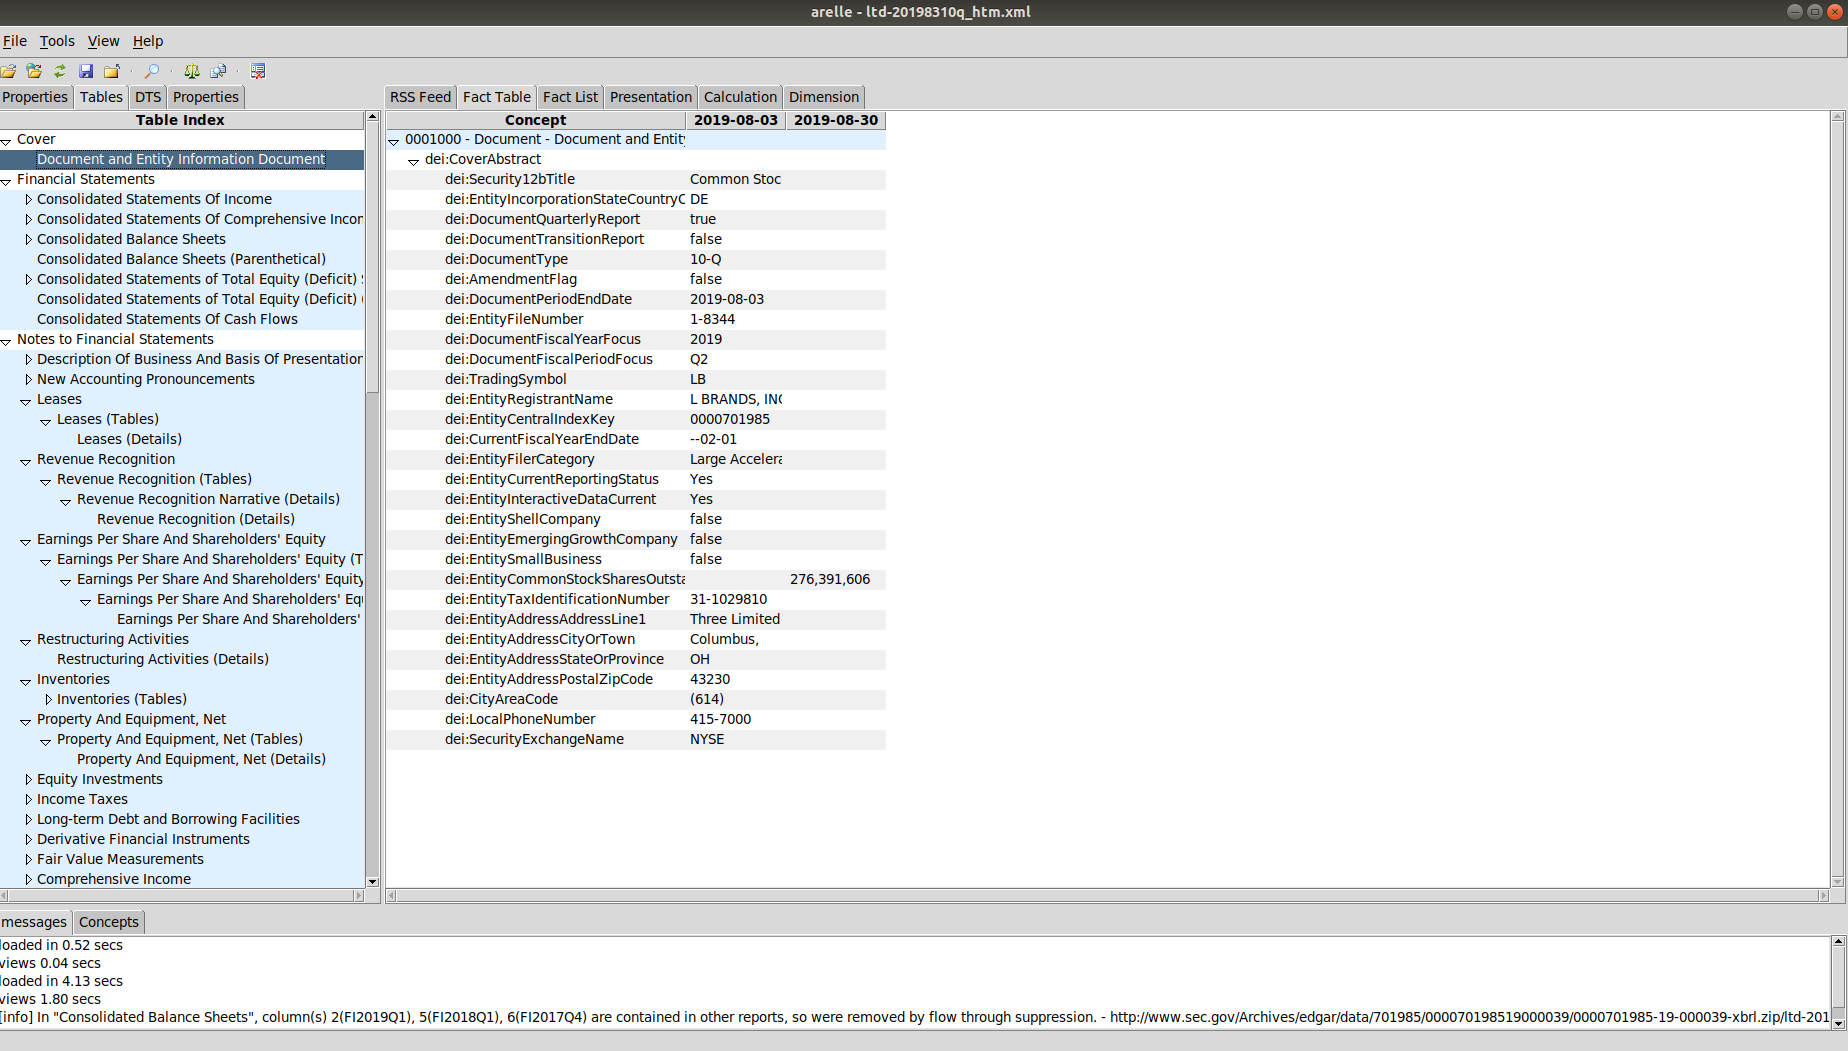 arelle - ltd-20198310q_htm.xml
File Tools View Help
Properties Tables DTS Properties
RSS Feed Fact Table Fact List Presentation Calculation Dimension
Table Index
Cover
Document and Entity Information Document
Financial Statements
Consolidated Statements Of Income
Consolidated Statements Of Comprehensive Incor
Consolidated Balance Sheets
Consolidated Balance Sheets (Parenthetical)
Consolidated Statements of Total Equity (Deficit)
Consolidated Statements of Total Equity (Deficit)
Consolidated Statements Of Cash Flows
Notes to Financial Statements
Description Of Business And Basis Of Presentation
New Accounting Pronouncements
Leases
Leases (Tables)
Leases (Details)
Revenue Recognition
Revenue Recognition (Tables)
Revenue Recognition Narrative (Details)
Revenue Recognition (Details)
Earnings Per Share And Shareholders' Equity
Earnings Per Share And Shareholders' Equity (T
Earnings Per Share And Shareholders' Equity
Earnings Per Share And Shareholders' Eq
Earnings Per Share And Shareholders'
Restructuring Activities
Restructuring Activities (Details)
Inventories
Inventories (Tables)
Property And Equipment, Net
Property And Equipment, Net (Tables)
Property And Equipment, Net (Details)
Equity Investments
Income Taxes
Long-term Debt and Borrowing Facilities
Derivative Financial Instruments
Fair Value Measurements
Comprehensive Income
Concept 2019-08-03 2019-08-30
0001000 - Document - Document and Entity
dei:CoverAbstract
dei:Security12bTitle Common Stoc
dei:EntityIncorporationStateCountryC DE
dei:DocumentQuarterlyReport true
dei:DocumentTransitionReport false
dei:DocumentType 10-Q
dei:AmendmentFlag false
dei:DocumentPeriodEndDate 2019-08-03
dei:EntityFileNumber 1-8344
dei:DocumentFiscalYearFocus 2019
dei:DocumentFiscalPeriodFocus Q2
dei:TradingSymbol LB
dei:EntityRegistrantName L BRANDS, INC
dei:EntityCentralIndexKey 0000701985
dei:CurrentFiscalYearEndDate --02-01
dei:EntityFilerCategory Large Accelera
dei:EntityCurrentReportingStatus Yes
dei:EntityInteractiveDataCurrent Yes
dei:EntityShellCompany false
dei:EntityEmergingGrowthCompany false
dei:EntitySmallBusiness false
dei:EntityCommonStockSharesOutsta 276,391,606
dei:EntityTaxIdentificationNumber 31-1029810
dei:EntityAddressAddressLine1 Three Limited
dei:EntityAddressCityOrTown Columbus,
dei:EntityAddressStateOrProvince OH
dei:EntityAddressPostalZipCode 43230
dei:CityAreaCode (614)
dei:LocalPhoneNumber 415-7000
dei:SecurityExchangeName NYSE
messages Concepts
loaded in 0.52 secs
views 0.04 secs
loaded in 4.13 secs
views 1.80 secs
[info] In "Consolidated Balance Sheets", column(s) 2(FI2019Q1), 5(FI2018Q1), 6(FI2017Q4) are contained in other reports, so were removed by flow through suppression. - http://www.sec.gov/Archives/edgar/data/701985/000070198519000039/0000701985-19-000039-xbrl.zip/ltd-201